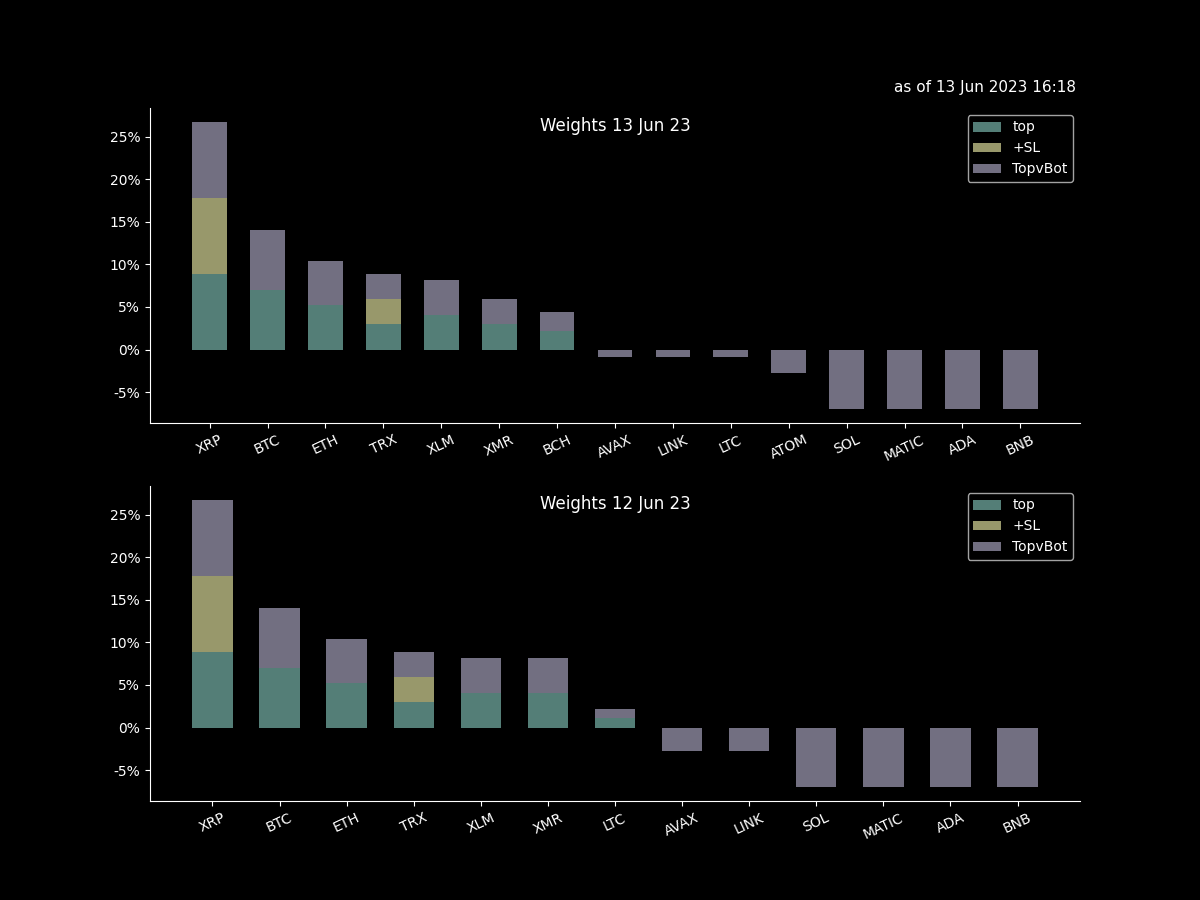 as of 13 Jun 2023 16:18
Weights 13 Jun 23
top
+SL
TopvBot
25%
20%
15%
10%
5%
0%
-5%
XRP BTC ETH TRX XLM XMR BCH AVAX LINK LTC ATOM SOL MATIC ADA BNB
Weights 12 Jun 23
top
+SL
TopvBot
25%
20%
15%
10%
5%
0%
-5%
XRP BTC ETH TRX XLM XMR LTC AVAX LINK SOL MATIC ADA BNB